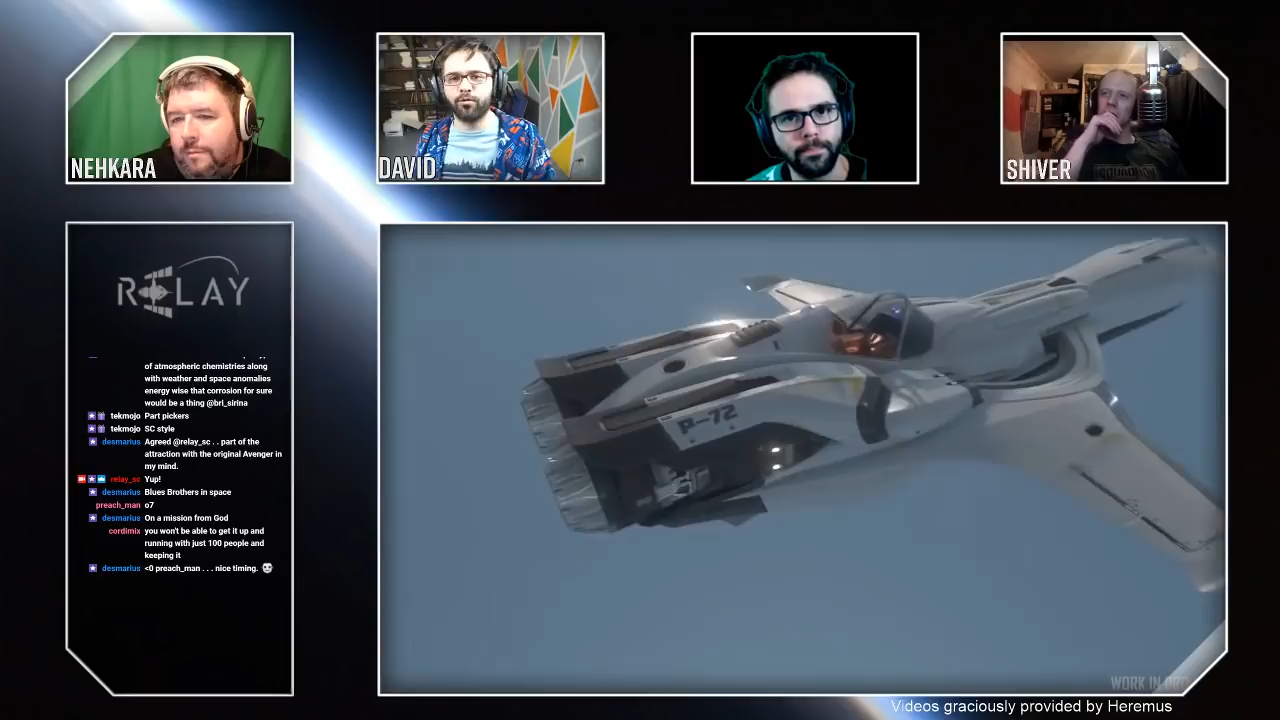 NEHKARA
DAVID
SHIVER
RELAY
of atmospheric chemistries along
with weather and space anomalies
energy wise that corrosion for sure
would be a thing @bri_sirina
tekmojo Part pickers
tekmojo SC style
desmarius Agreed @relay_sc . . part of the
attraction with the original Avenger in
my mind.
relay_sc Yup!
desmarius Blues Brothers in space
preach_man o7
desmarius On a mission from God
cordimix you won't be able to get it up and
running with just 100 people and
keeping it
desmarius <0 preach_man . . . nice timing.
P-72
WORK IN PRO
Videos graciously provided by Heremus